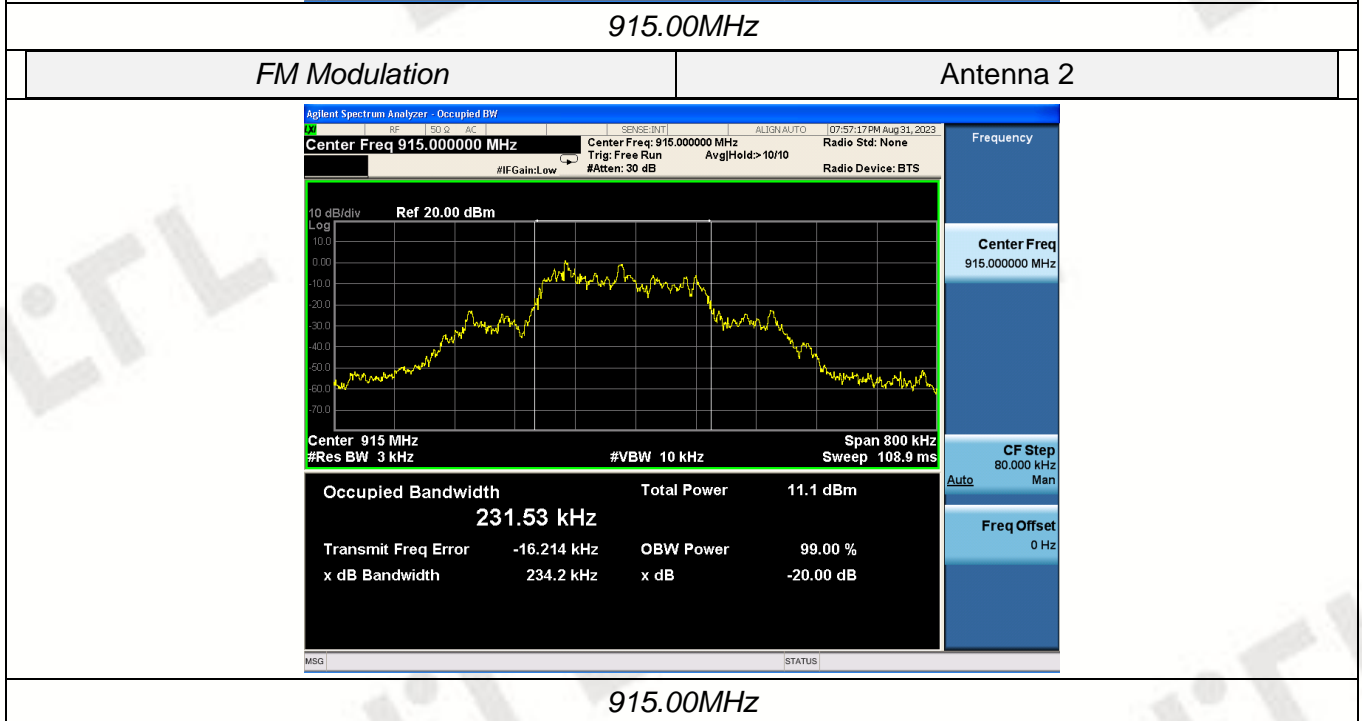 915.00MHz
FM Modulation Antenna 2
Agilent Spectrum Analyzer - Occupied BW
LXI RF 50 Ω AC SENSE:INT ALIGN AUTO 07:57:17 PM Aug 31, 2023
Center Freq 915.000000 MHz Center Freq: 915.000000 MHz Radio Std: None Frequency
Trig: Free Run Avg|Hold:>10/10
#IFGain:Low #Atten: 30 dB Radio Device: BTS
10 dB/div Ref 20.00 dBm
Log
10.0
0.00
-10.0
-20.0
-30.0
-40.0
-50.0
-60.0
-70.0
Center Freq
915.000000 MHz
Center 915 MHz Span 800 kHz
#Res BW 3 kHz #VBW 10 kHz Sweep 108.9 ms
CF Step
80.000 kHz
Auto Man
Occupied Bandwidth Total Power 11.1 dBm
231.53 kHz
Transmit Freq Error -16.214 kHz OBW Power 99.00 %
x dB Bandwidth 234.2 kHz x dB -20.00 dB
Freq Offset
0 Hz
MSG STATUS
915.00MHz